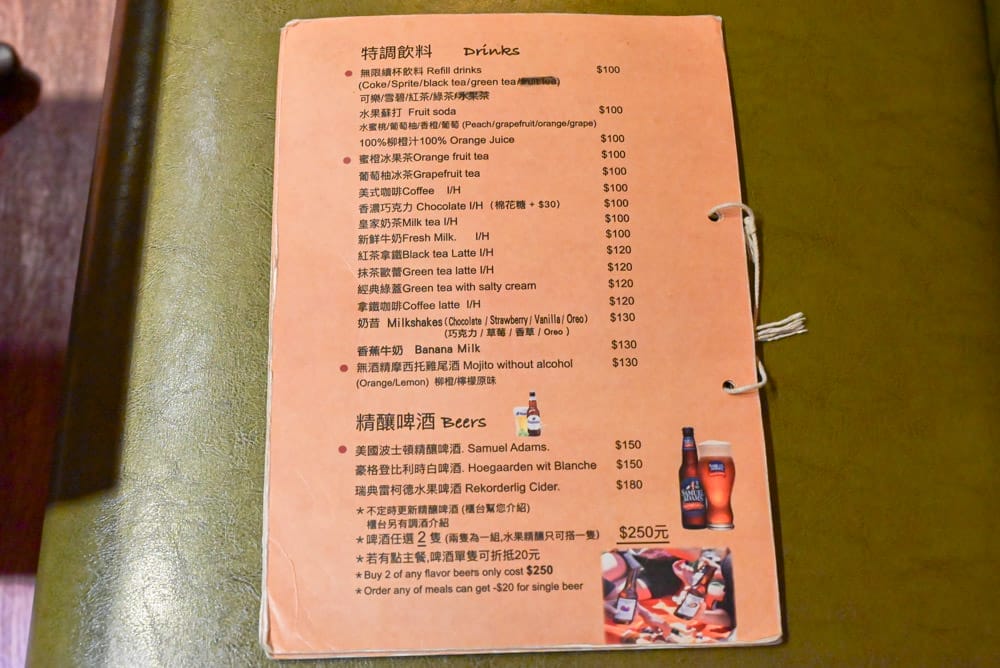 特調飲料 Drinks
無限續杯飲料 Refill drinks $100
(Coke/Sprite/black tea/green tea/fruit tea)
可樂/雪碧/紅茶/綠茶/水果茶
水果蘇打 Fruit soda $100
水蜜桃/葡萄柚/香橙/葡萄 (Peach/grapefruit/orange/grape)
100%柳橙汁100% Orange Juice $100
蜜橙冰果茶Orange fruit tea $100
葡萄柚冰茶Grapefruit tea $100
美式咖啡Coffee I/H $100
香濃巧克力 Chocolate I/H (棉花糖 + $30) $100
皇家奶茶Milk tea I/H $100
新鮮牛奶Fresh Milk. I/H $100
紅茶拿鐵Black tea Latte I/H $120
抹茶歐蕾Green tea latte I/H $120
經典綠蓋Green tea with salty cream $120
拿鐵咖啡Coffee latte I/H $120
奶昔 Milkshakes (Chocolate / Strawberry / Vanilla / Oreo) $130
(巧克力 / 草莓 / 香草 / Oreo )
香蕉牛奶 Banana Milk $130
無酒精摩西托雞尾酒 Mojito without alcohol $130
(Orange/Lemon) 柳橙/檸檬原味
精釀啤酒 Beers
美國波士頓精釀啤酒. Samuel Adams. $150
豪格登比利時白啤酒. Hoegaarden wit Blanche $150
瑞典雷柯德水果啤酒 Rekorderlig Cider. $180
*不定時更新精釀啤酒 (櫃台幫您介紹)
櫃台另有調酒介紹
*啤酒任選 2 隻 (兩隻為一組,水果精釀只可搭一隻) $250元
*若有點主餐,啤酒單隻可折抵20元
*Buy 2 of any flavor beers only cost $250
*Order any of meals can get -$20 for single beer
SAMUEL ADAMS